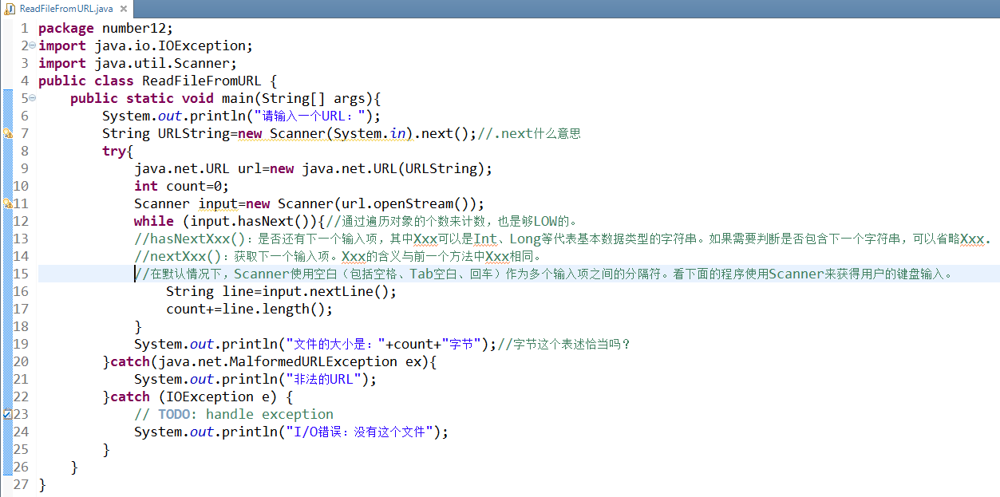 ReadFileFromURL.java
1 package number12;
2 import java.io.IOException;
3 import java.util.Scanner;
4 public class ReadFileFromURL {
5     public static void main(String[] args){
6         System.out.println("请输入一个URL：");
7         String URLString=new Scanner(System.in).next();//.next什么意思
8         try{
9             java.net.URL url=new java.net.URL(URLString);
10             int count=0;
11             Scanner input=new Scanner(url.openStream());
12             while (input.hasNext()){//通过遍历对象的个数来计数，也是够LOW的。
13             //hasNextXxx()：是否还有下一个输入项，其中Xxx可以是Int、Long等代表基本数据类型的字符串。如果需要判断是否包含下一个字符串，可以省略Xxx.
14             //nextXxx()：获取下一个输入项。Xxx的含义与前一个方法中Xxx相同。
15             //在默认情况下，Scanner使用空白（包括空格、Tab空白、回车）作为多个输入项之间的分隔符。看下面的程序使用Scanner来获得用户的键盘输入。
16                 String line=input.nextLine();
17                 count+=line.length();
18             }
19             System.out.println("文件的大小是："+count+"字节");//字节这个表述恰当吗？
20         }catch(java.net.MalformedURLException ex){
21             System.out.println("非法的URL");
22         }catch (IOException e) {
23             // TODO: handle exception
24             System.out.println("I/O错误：没有这个文件");
25         }
26     }
27 }